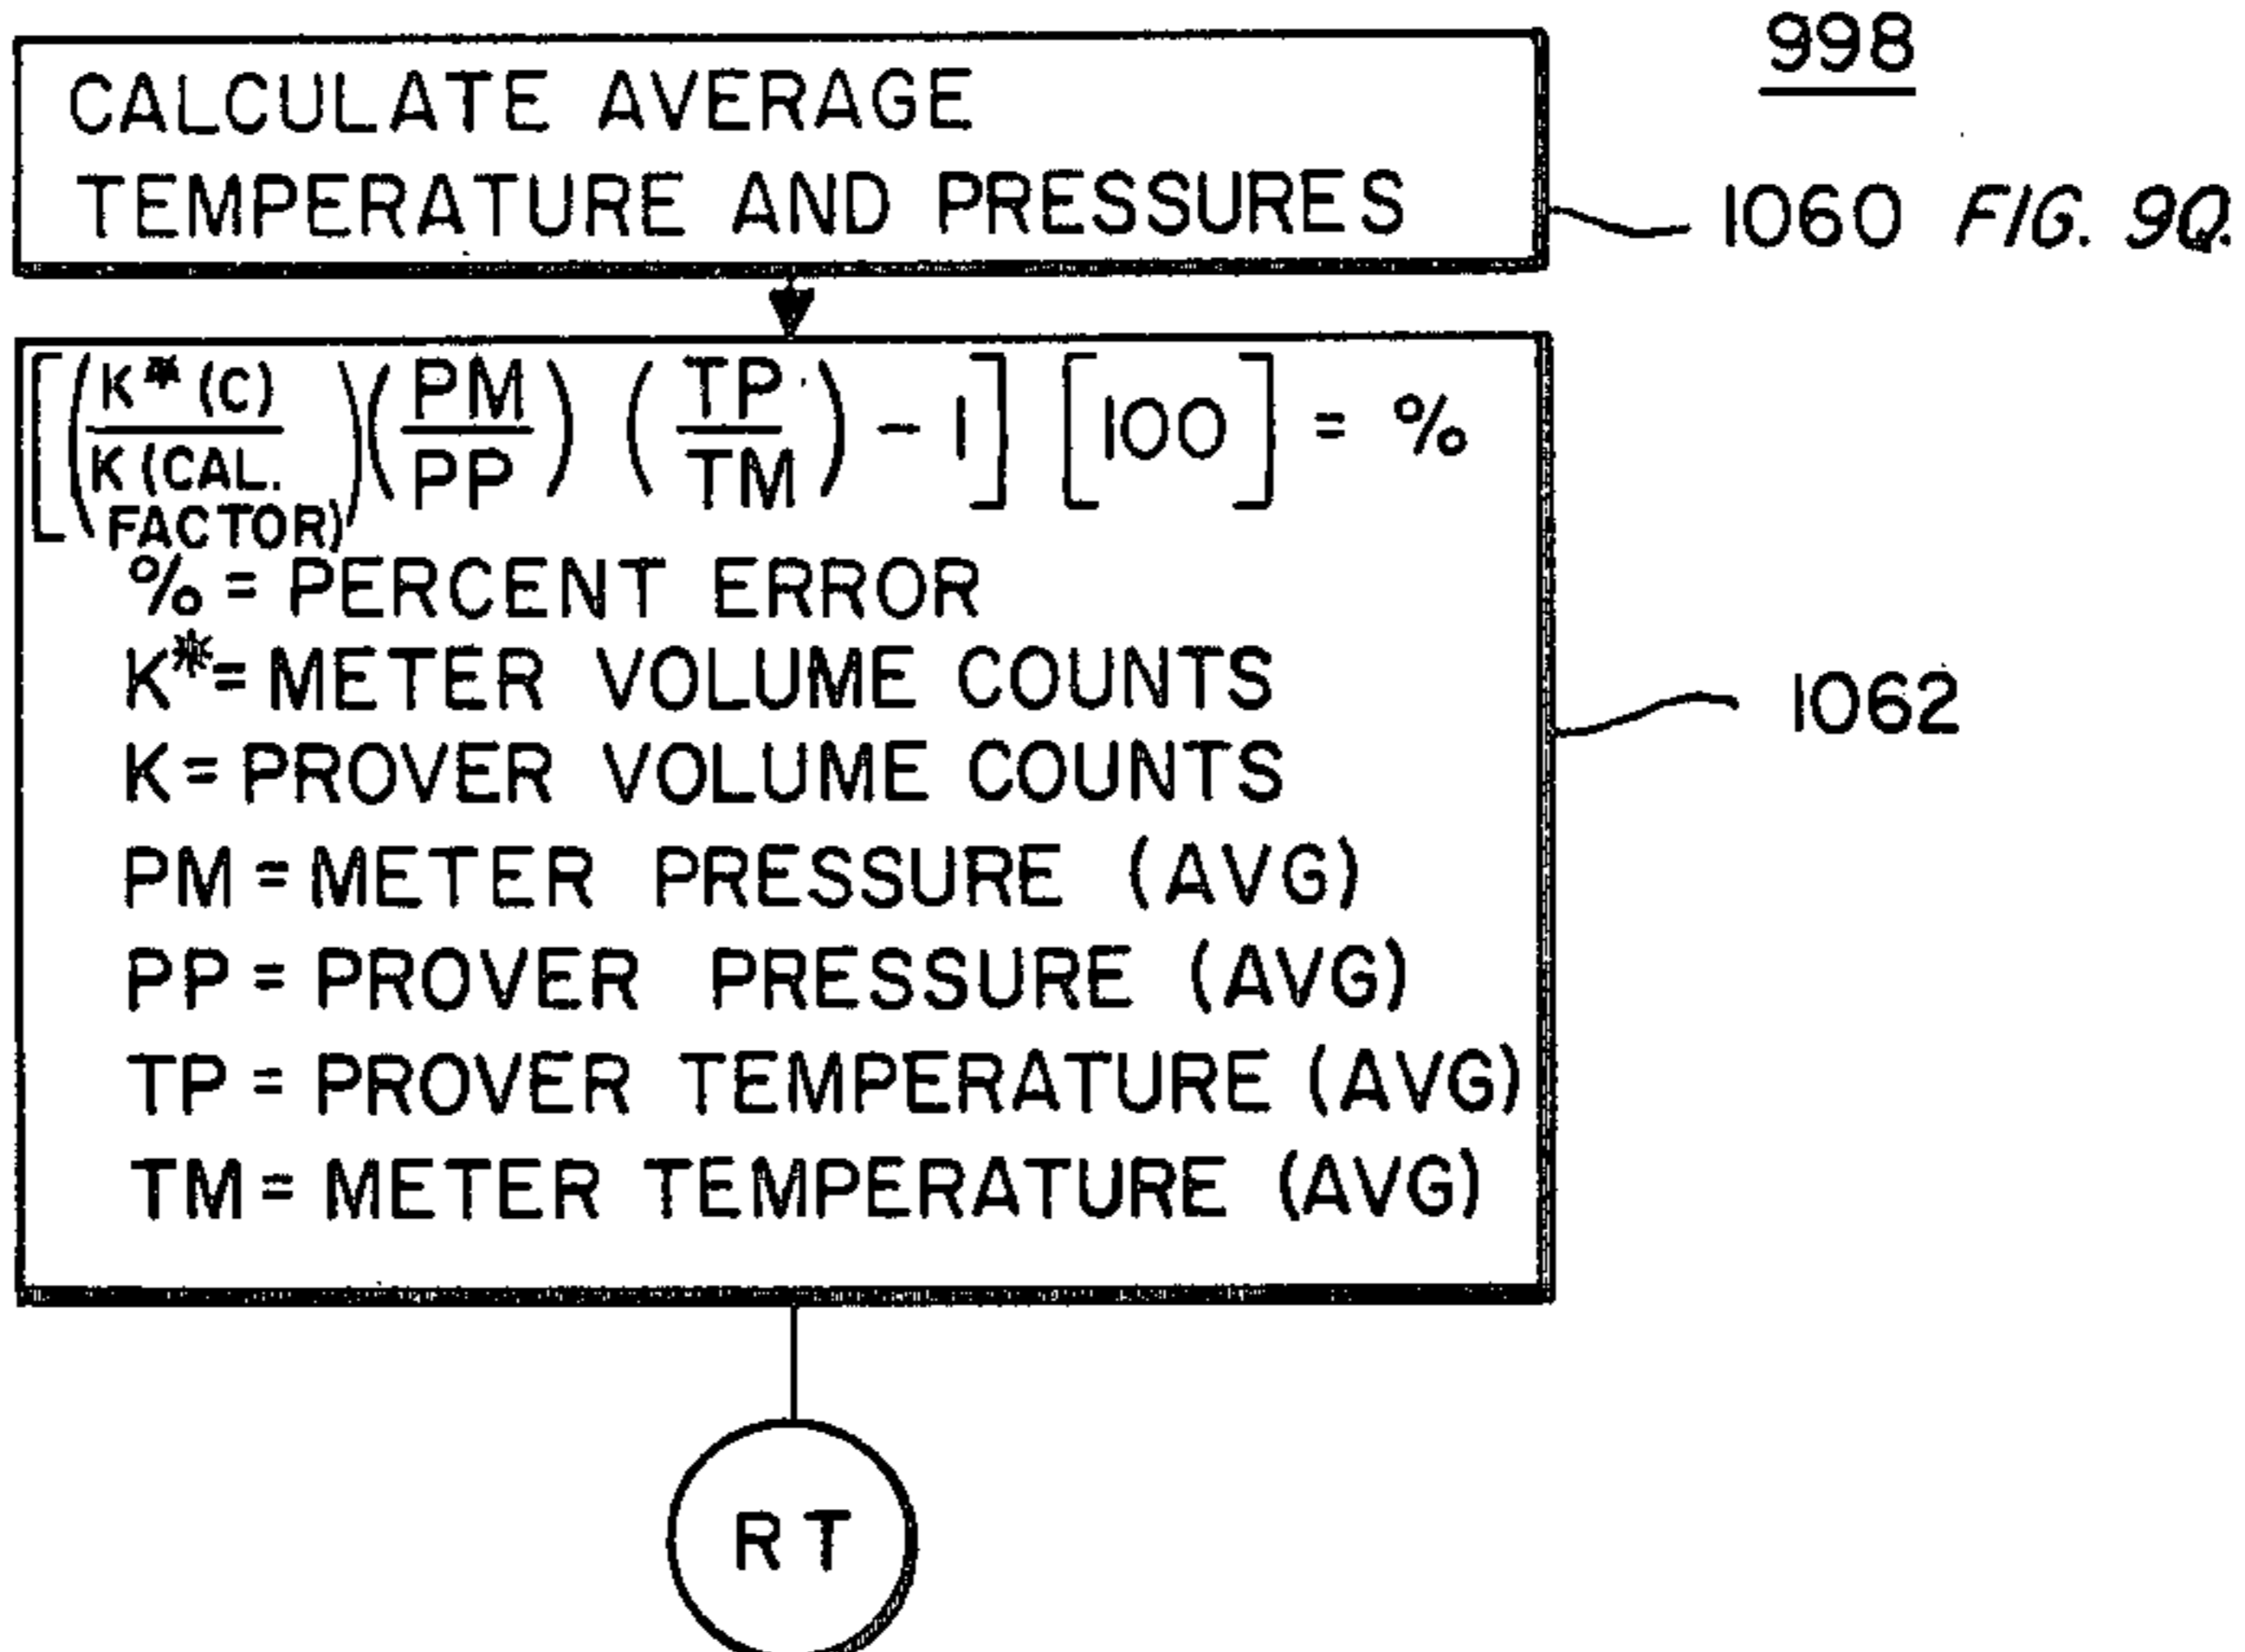 998
CALCULATE AVERAGE
TEMPERATURE AND PRESSURES
1060 FIG. 9Q.
[(K*(C)/K(CAL. FACTOR))(PM/PP) (TP/TM) - 1] [100] = %
% = PERCENT ERROR
K* = METER VOLUME COUNTS
K = PROVER VOLUME COUNTS
1062
PM = METER PRESSURE (AVG)
PP = PROVER PRESSURE (AVG)
TP = PROVER TEMPERATURE (AVG)
TM = METER TEMPERATURE (AVG)
RT